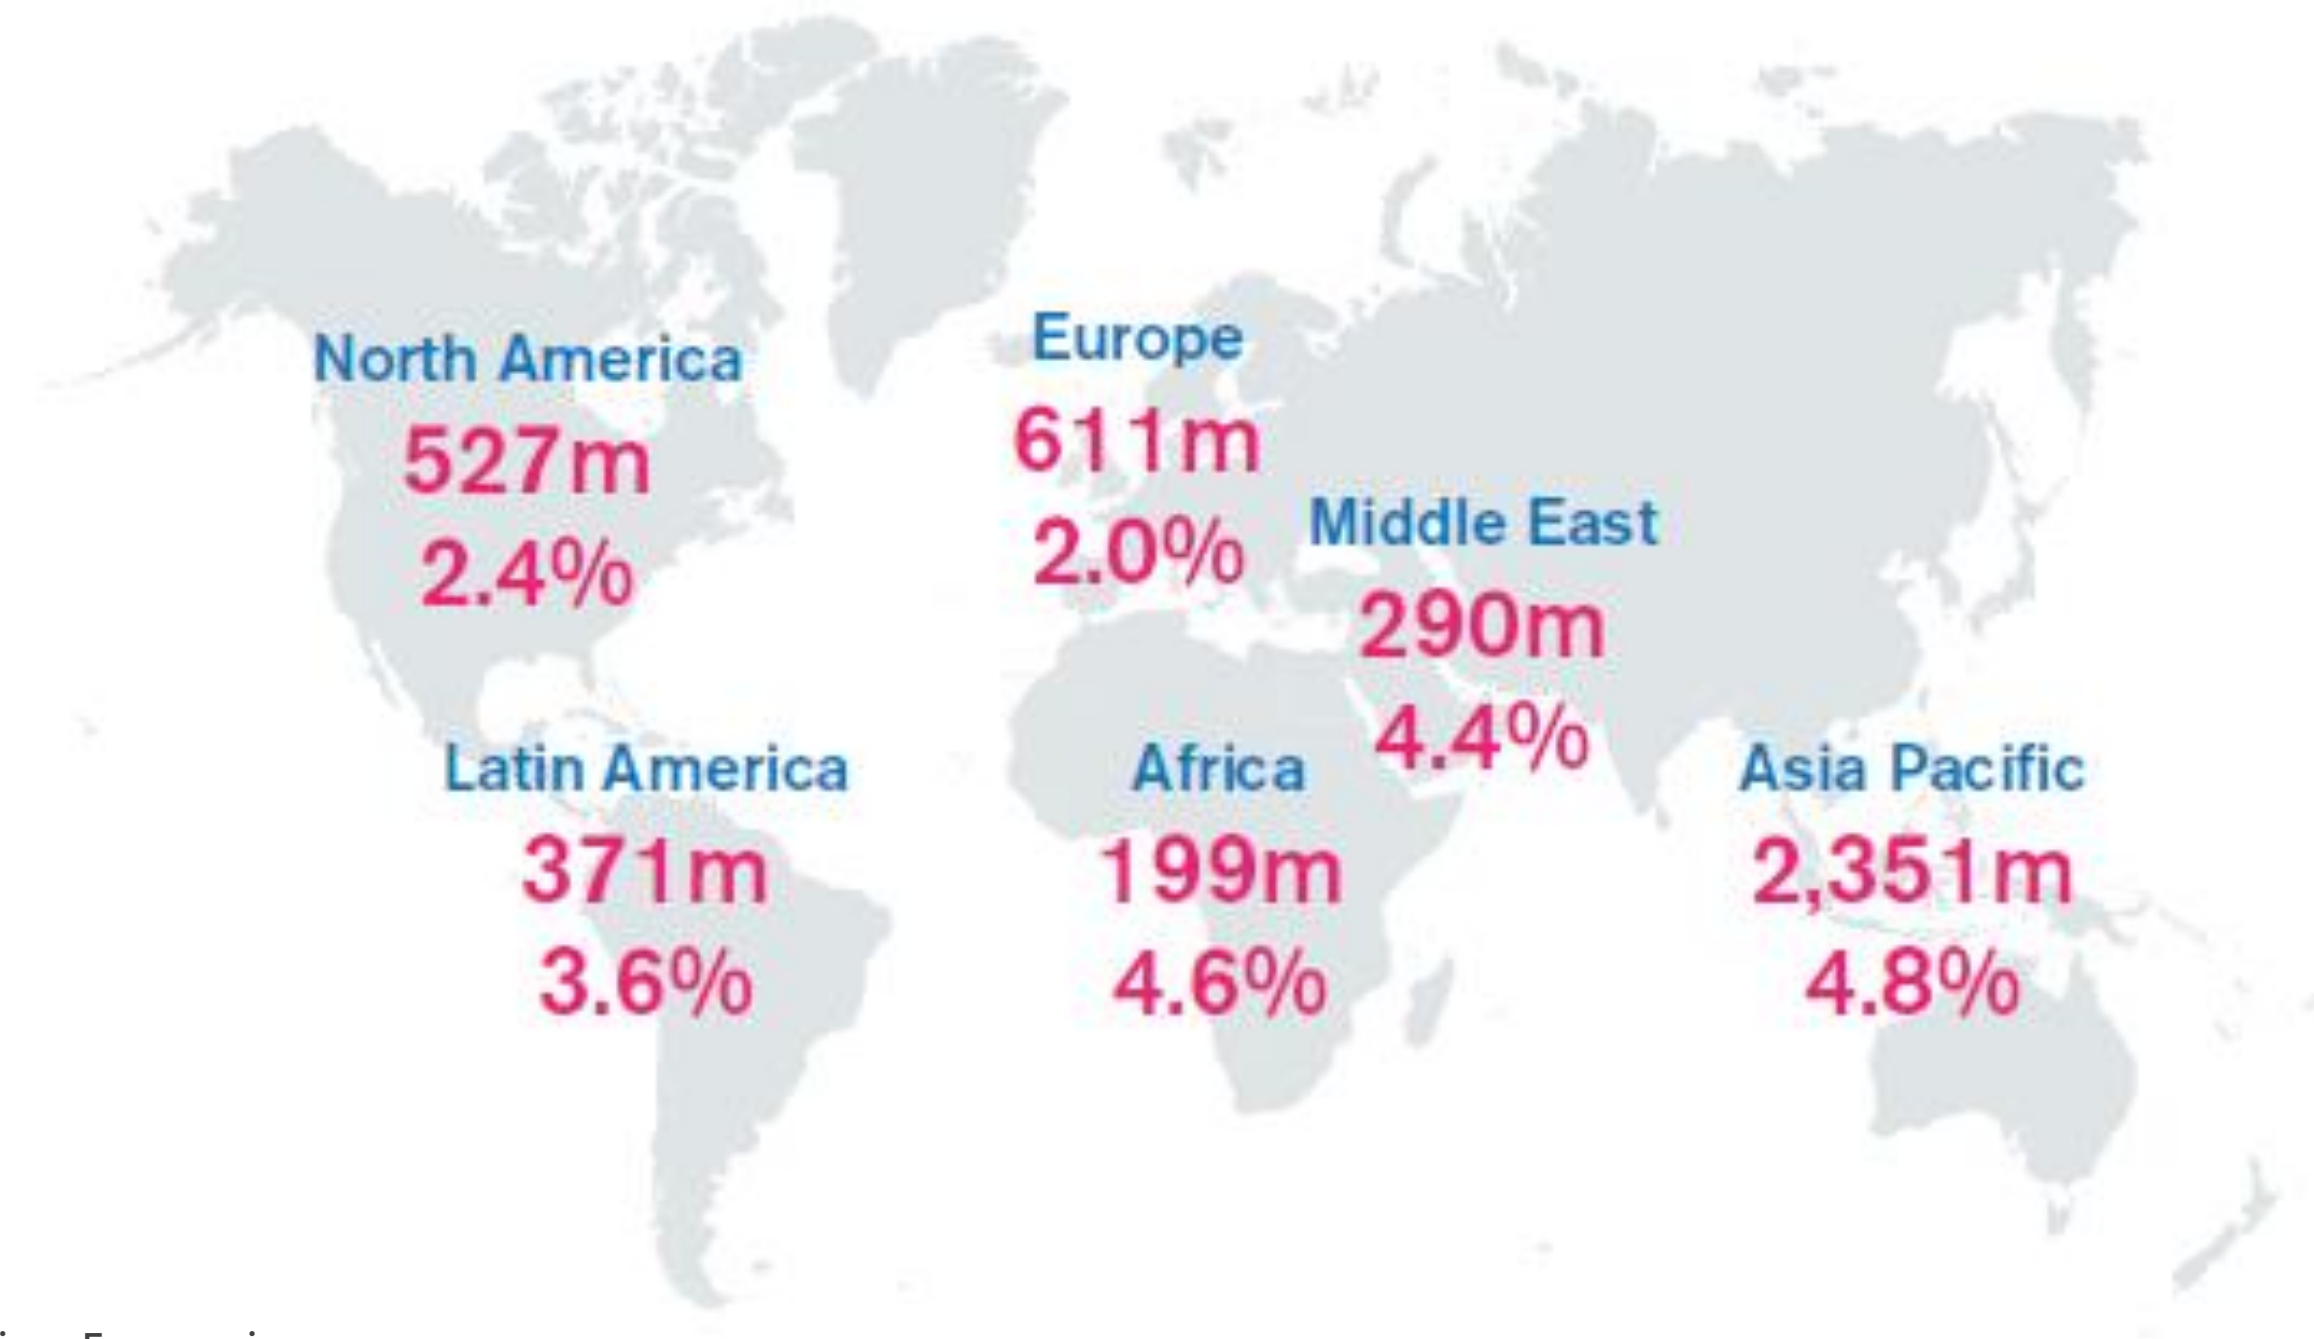 North America
527m
2.4%
Europe
611m
2.0%
Middle East
290m
4.4%
Latin America
371m
3.6%
Africa
199m
4.6%
Asia Pacific
2,351m
4.8%